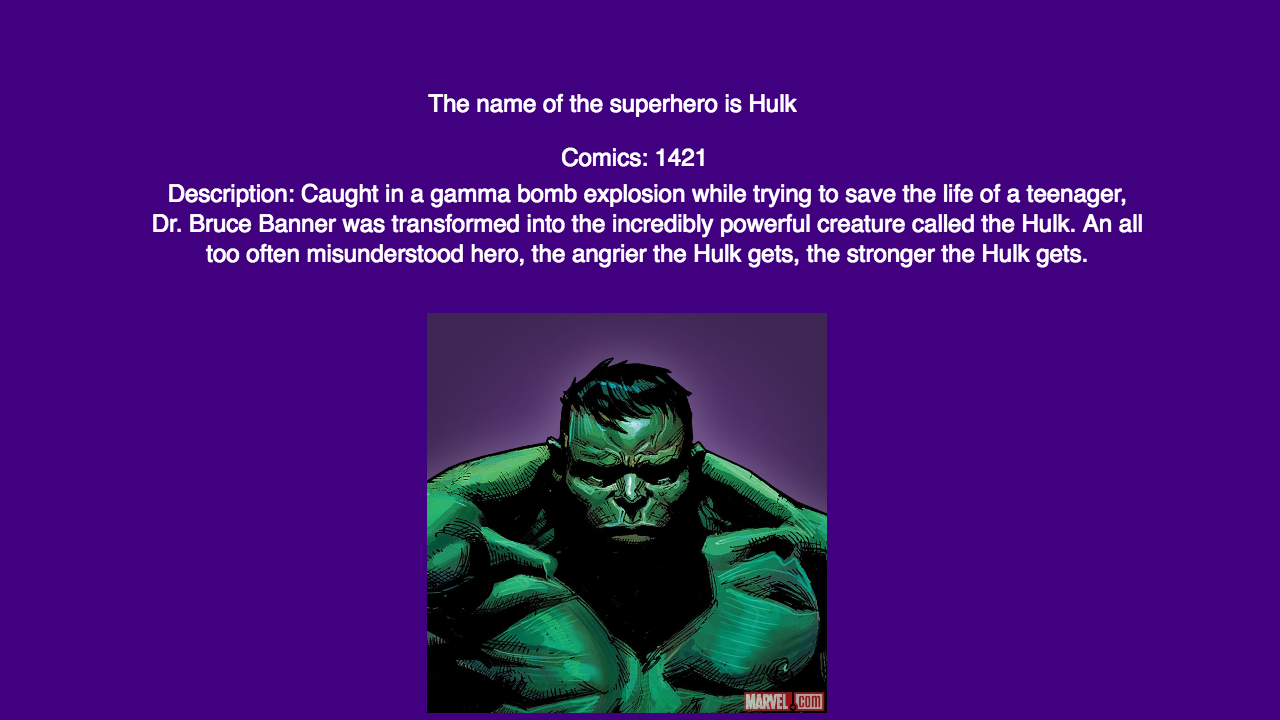 The name of the superhero is Hulk
Comics: 1421
Description: Caught in a gamma bomb explosion while trying to save the life of a teenager,
Dr. Bruce Banner was transformed into the incredibly powerful creature called the Hulk. An all
too often misunderstood hero, the angrier the Hulk gets, the stronger the Hulk gets.
MARVEL.COM